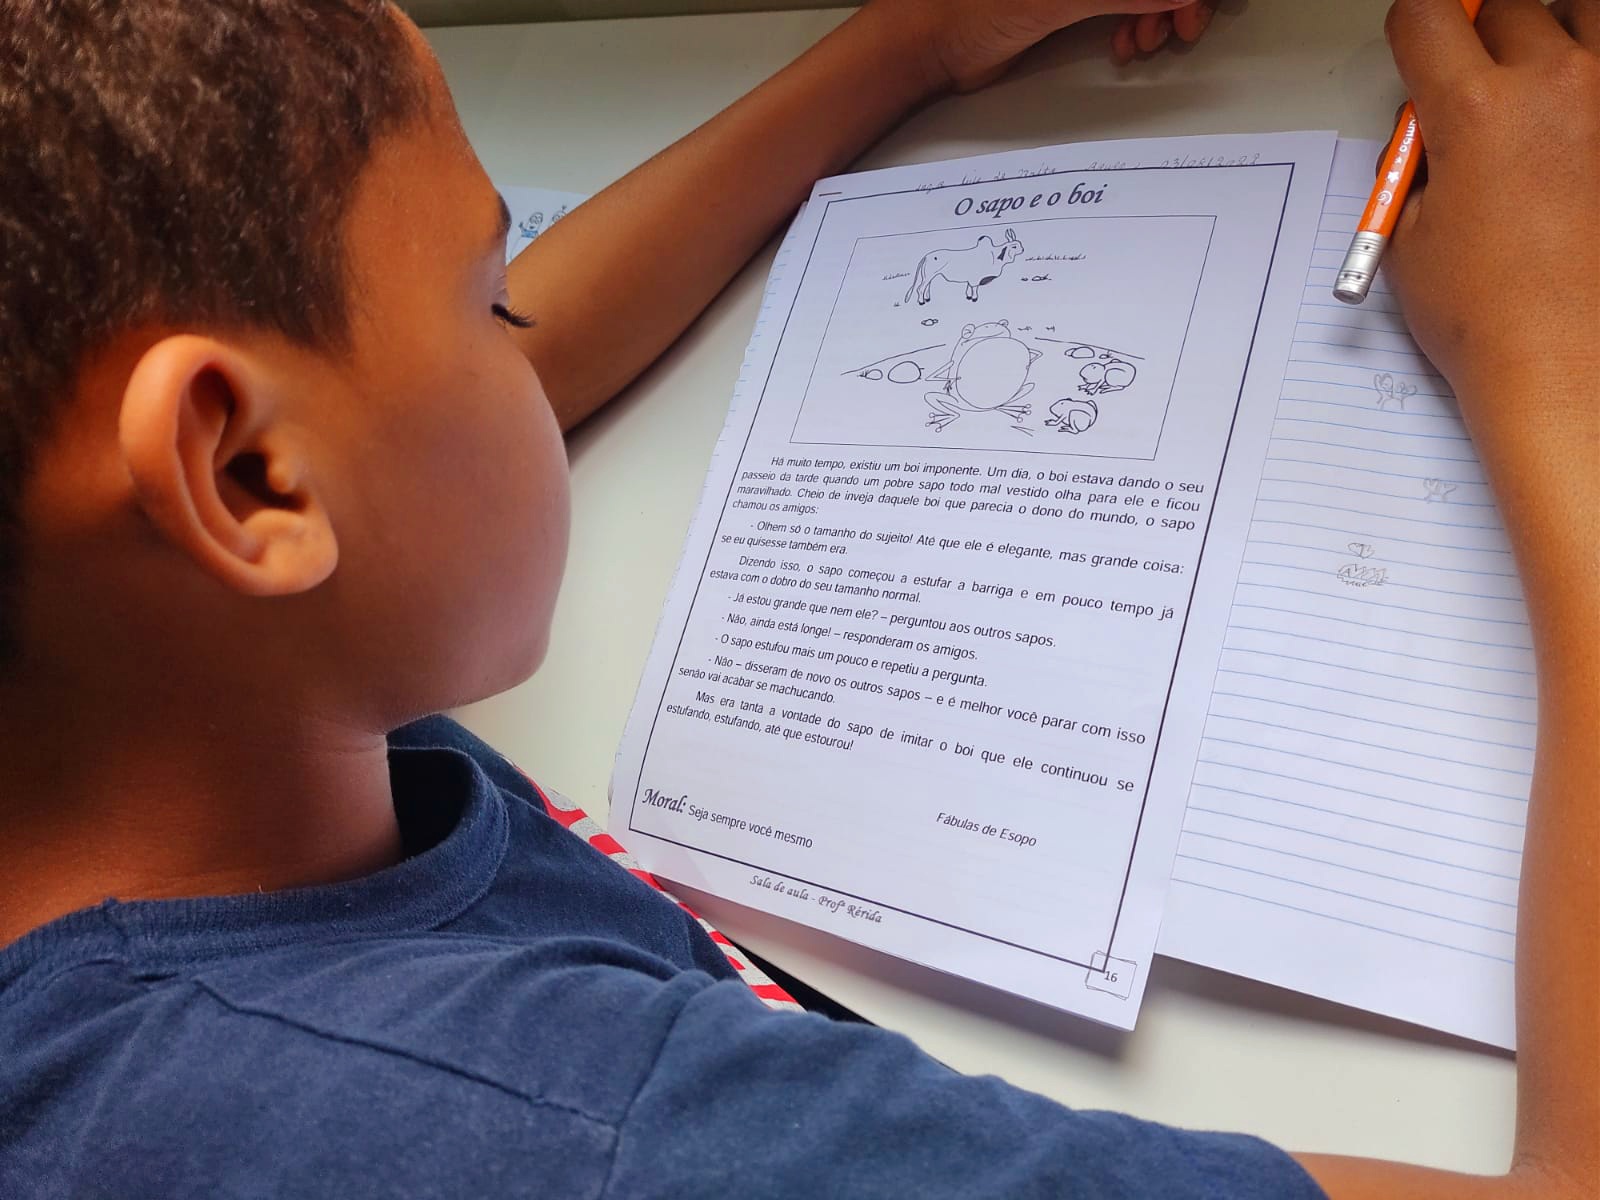 03/08/2022
O sapo e o boi
Há muito tempo, existiu um boi imponente. Um dia, o boi estava dando o seu
passeio da tarde quando um pobre sapo todo mal vestido olha para ele e ficou
maravilhado. Cheio de inveja daquele boi que parecia o dono do mundo, o sapo
chamou os amigos:
- Olhem só o tamanho do sujeito! Até que ele é elegante, mas grande coisa:
se eu quisesse também era.
Dizendo isso, o sapo começou a estufar a barriga e em pouco tempo já
estava com o dobro do seu tamanho normal.
- Já estou grande que nem ele? – perguntou aos outros sapos.
- Não, ainda está longe! – responderam os amigos.
- O sapo estufou mais um pouco e repetiu a pergunta.
- Não – disseram de novo os outros sapos – e é melhor você parar com isso
senão vai acabar se machucando.
Mas era tanta a vontade do sapo de imitar o boi que ele continuou se
estufando, estufando, até que estourou!
Moral: Seja sempre você mesmo
Fábulas de Esopo
Sala de aula - Profª Rérida
16